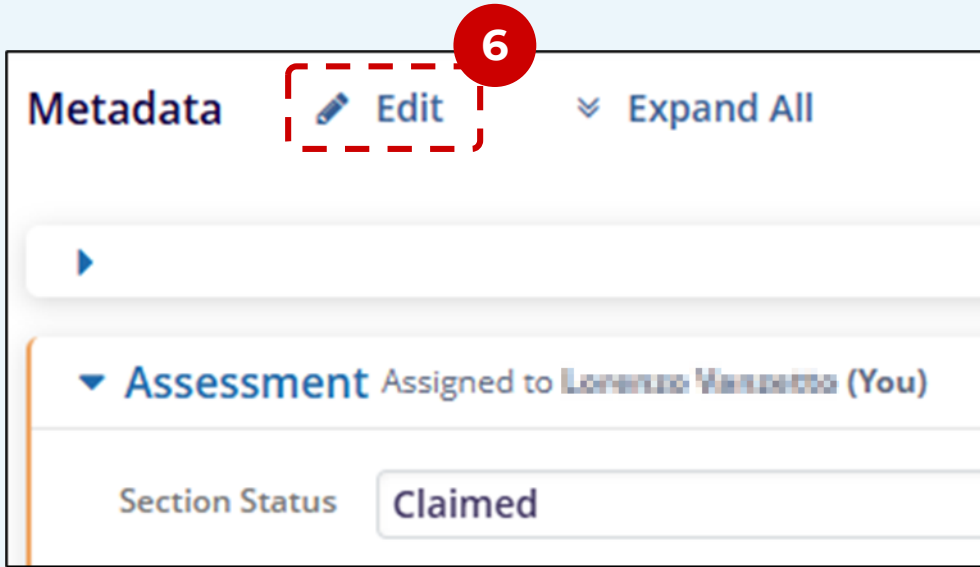 6
Metadata Edit Expand All
Assessment Assigned to (You)
Section Status Claimed